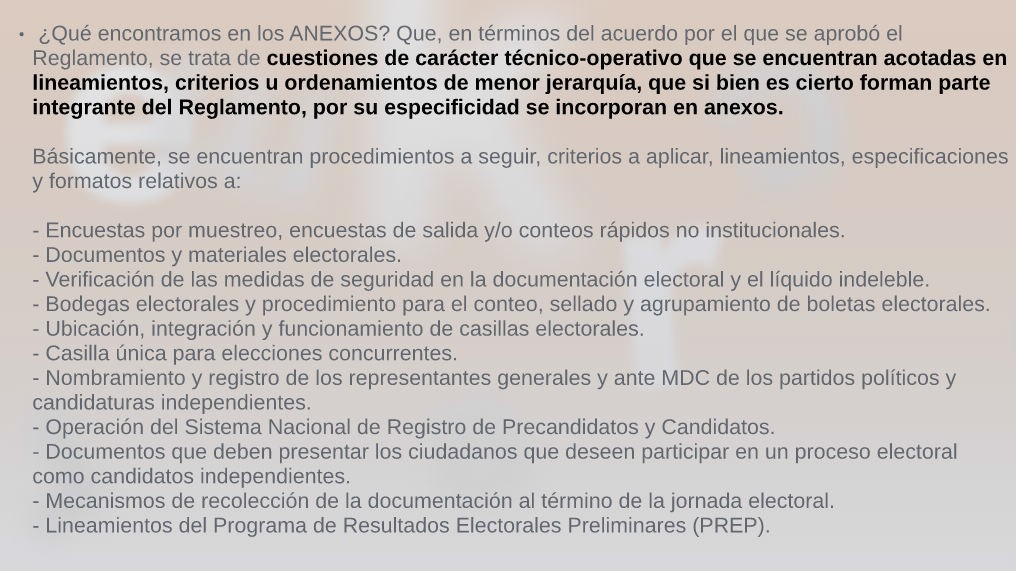 • ¿Qué encontramos en los ANEXOS? Que, en términos del acuerdo por el que se aprobó el
Reglamento, se trata de cuestiones de carácter técnico-operativo que se encuentran acotadas en
lineamientos, criterios u ordenamientos de menor jerarquía, que si bien es cierto forman parte
integrante del Reglamento, por su especificidad se incorporan en anexos.
Básicamente, se encuentran procedimientos a seguir, criterios a aplicar, lineamientos, especificaciones
y formatos relativos a:
- Encuestas por muestreo, encuestas de salida y/o conteos rápidos no institucionales.
- Documentos y materiales electorales.
- Verificación de las medidas de seguridad en la documentación electoral y el líquido indeleble.
- Bodegas electorales y procedimiento para el conteo, sellado y agrupamiento de boletas electorales.
- Ubicación, integración y funcionamiento de casillas electorales.
- Casilla única para elecciones concurrentes.
- Nombramiento y registro de los representantes generales y ante MDC de los partidos políticos y
candidaturas independientes.
- Operación del Sistema Nacional de Registro de Precandidatos y Candidatos.
- Documentos que deben presentar los ciudadanos que deseen participar en un proceso electoral
como candidatos independientes.
- Mecanismos de recolección de la documentación al término de la jornada electoral.
- Lineamientos del Programa de Resultados Electorales Preliminares (PREP).